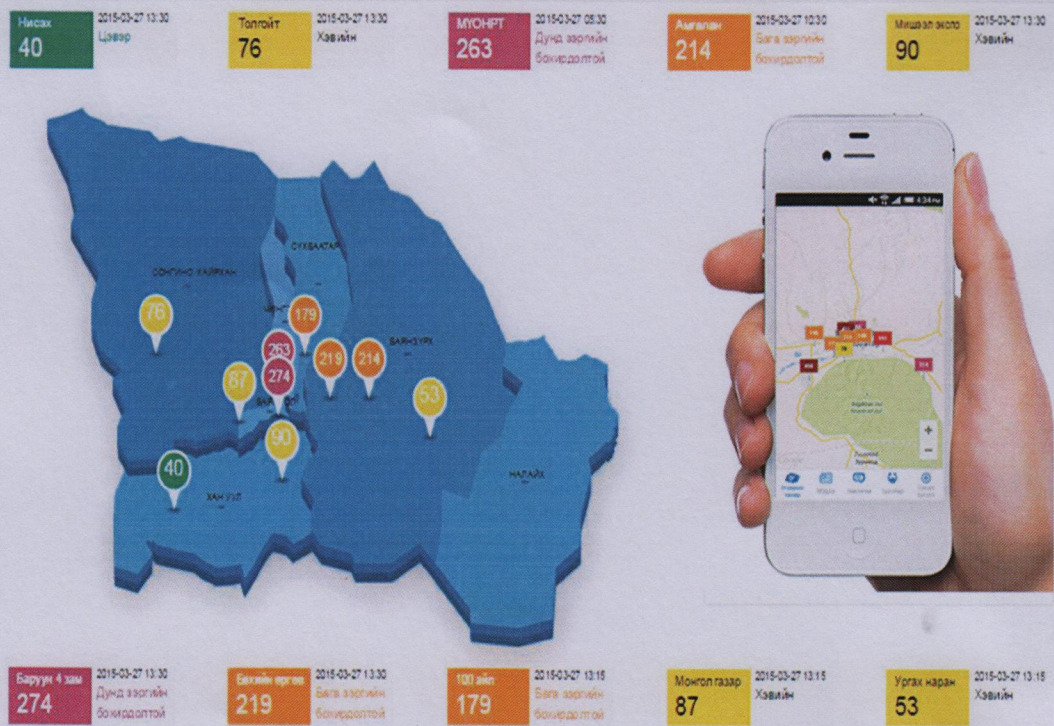 Нисэх
40
2015-03-27 13:30
Цэвэр
Толгойт
76
2015-03-27 13:30
Хэвийн
МҮОНРТ
263
2015-03-27 05:30
Дунд зэргийн
бохирдолтой
Амгалан
214
2015-03-27 10:30
Бага зэргийн
бохирдолтой
Мишээл экспо
90
2015-03-27 13:30
Хэвийн
СҮХБААТАР
СОНГИНО ХАЙРХАН
76
179
263
274
219
214
БАЯНЗҮРХ
87
53
90
40
ХАН УУЛ
НАЛАЙХ
4:34 PM
Баруун 4 зам
274
2015-03-27 13:30
Дунд зэргийн
бохирдолтой
Бөхийн өргөө
219
2015-03-27 13:30
Бага зэргийн
бохирдолтой
100 айл
179
2015-03-27 13:15
Бага зэргийн
бохирдолтой
Монгол газар
87
2015-03-27 13:15
Хэвийн
Ургах наран
53
2015-03-27 13:15
Хэвийн